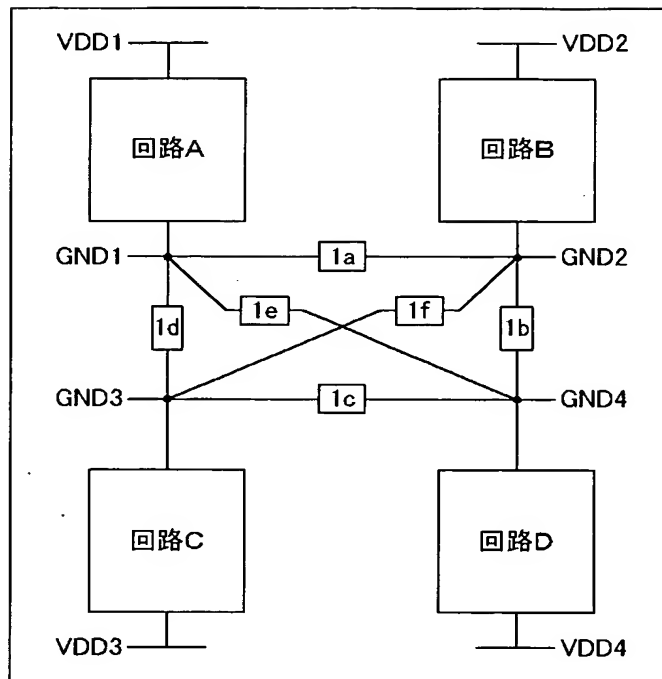 VDD1
VDD2
回路A
回路B
GND1
1a
GND2
1d
1e
1f
1b
GND3
1c
GND4
回路C
回路D
VDD3
VDD4